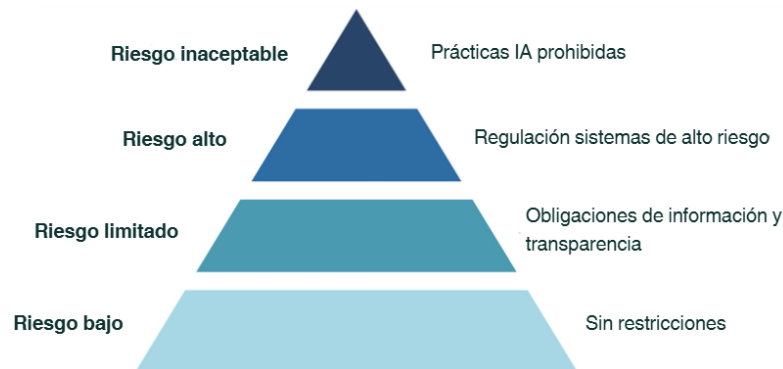 Riesgo inaceptable
Prácticas IA prohibidas
Riesgo alto
Regulación sistemas de alto riesgo
Riesgo limitado
Obligaciones de información y
transparencia
Riesgo bajo
Sin restricciones